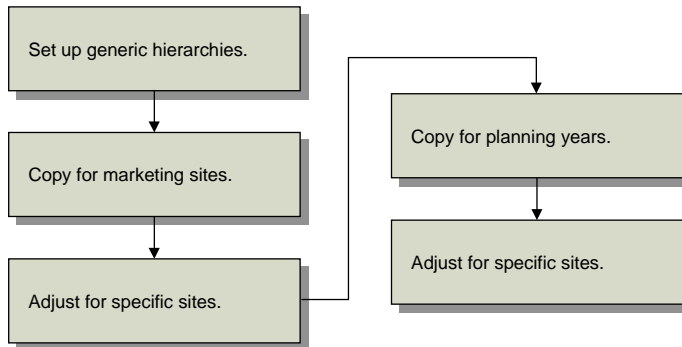 Set up generic hierarchies.
Copy for marketing sites.
Adjust for specific sites.
Copy for planning years.
Adjust for specific sites.